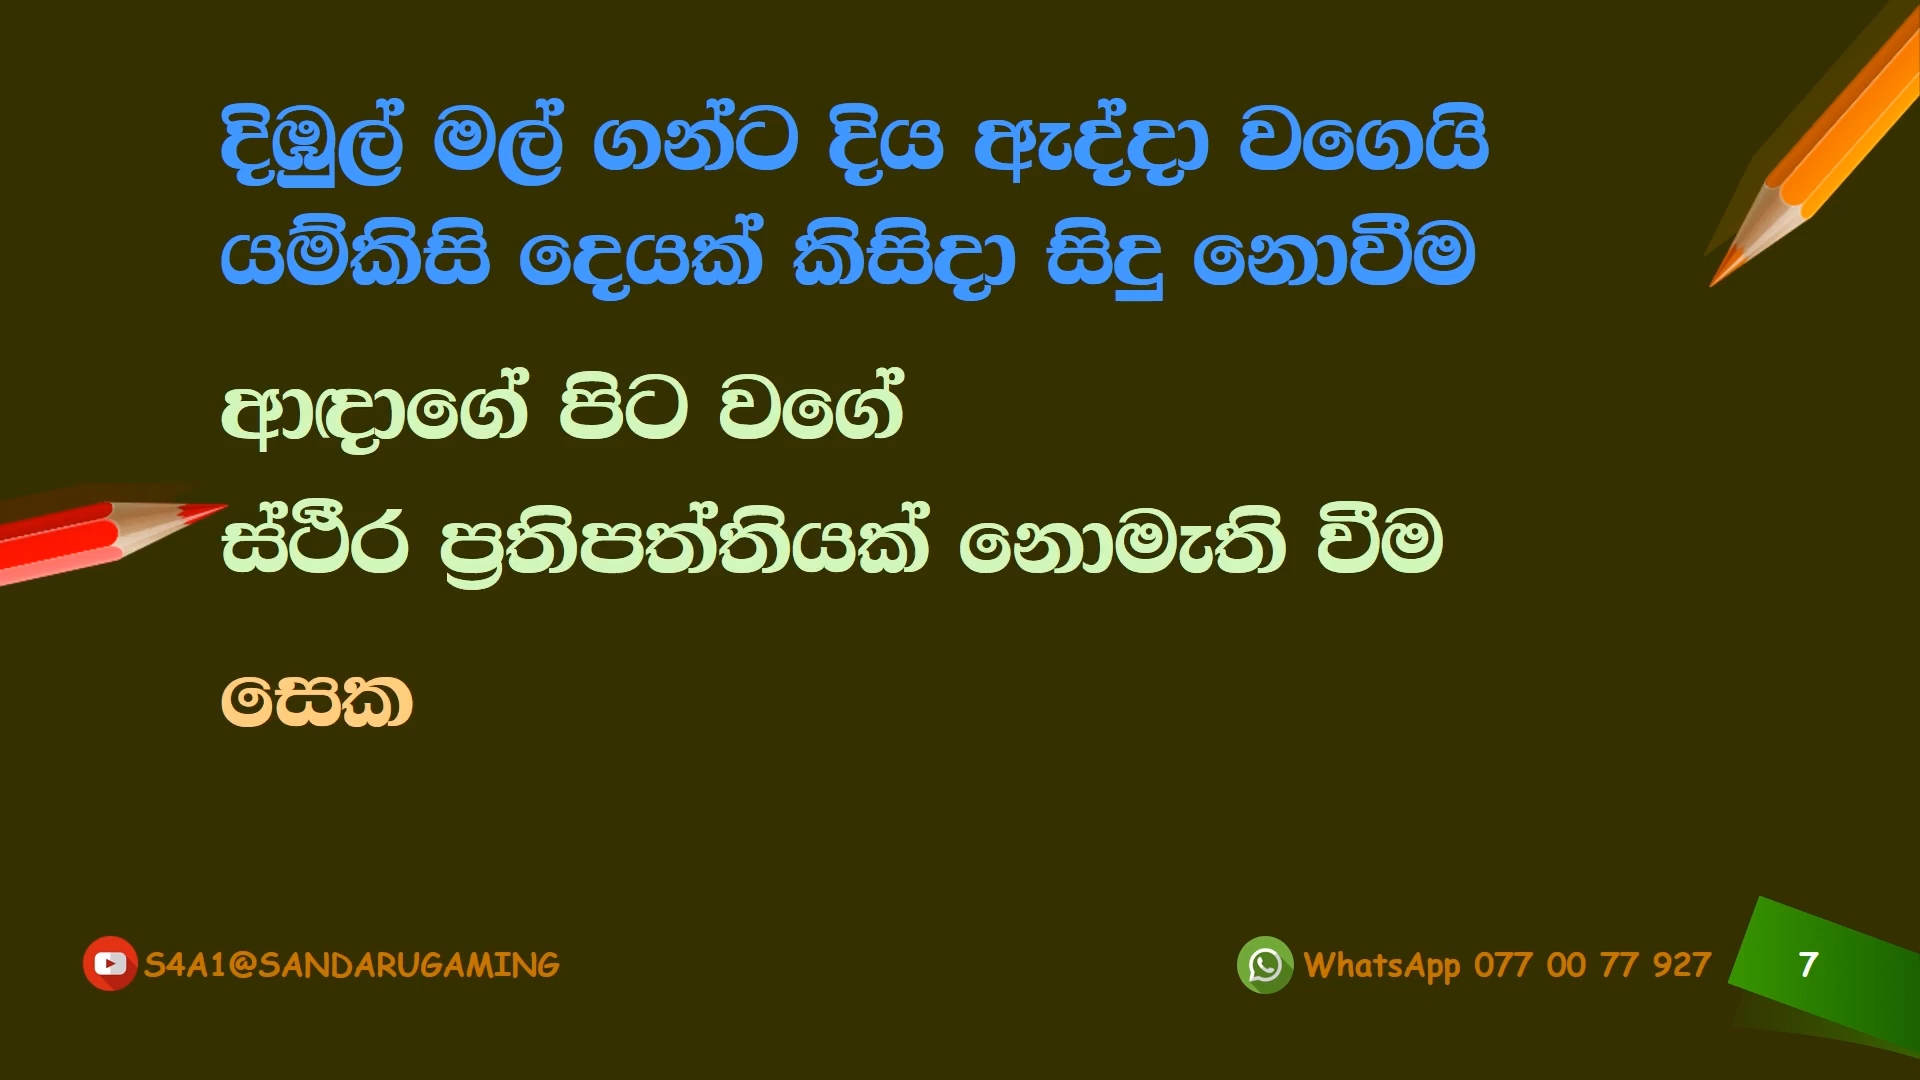 දිඹුල් මල් ගන්ට දිය ඇද්දා වගෙයි
යම්කිසි දෙයක් කිසිදා සිදු නොවීම
ආඳාගේ පිට වගේ
ස්ථිර ප්‍රතිපත්තියක් නොමැති වීම
සෙක
S4A1@SANDARUGAMING
WhatsApp 077 00 77 927
7